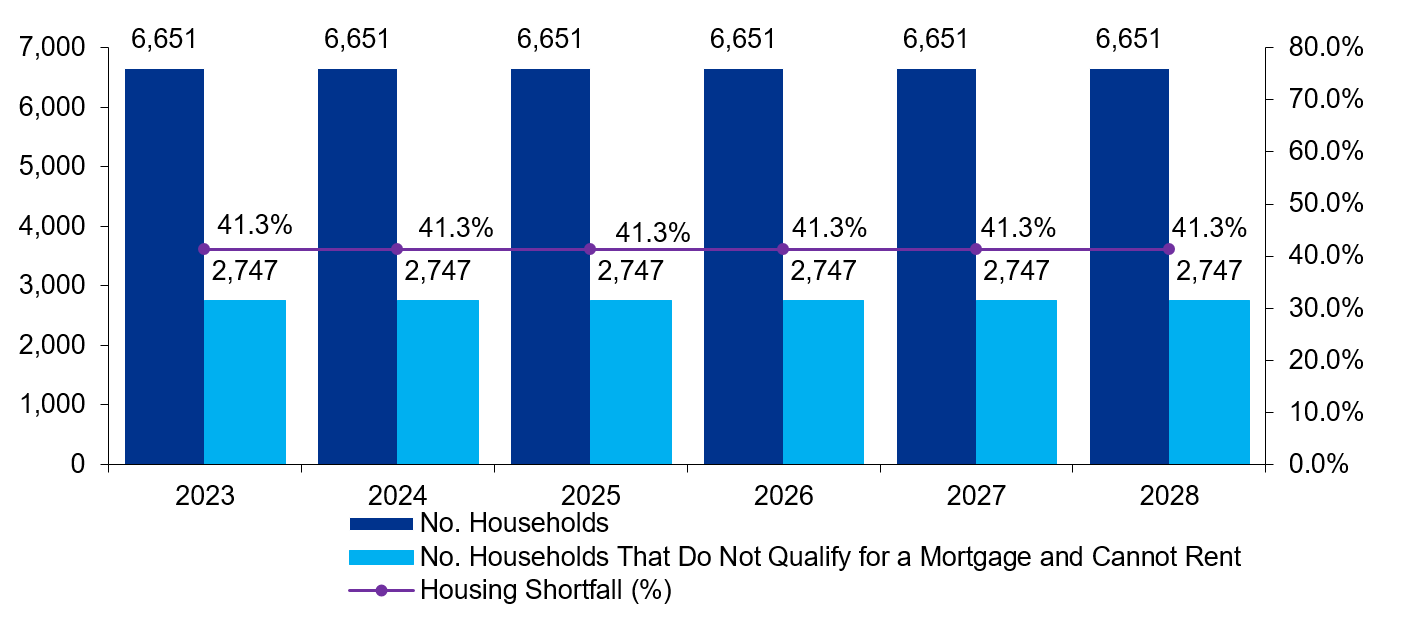 6,651 6,651 6,651 6,651 6,651 6,651
7,000 80.0%
6,000 70.0%
5,000 60.0%
4,000 50.0%
3,000 40.0%
2,000 30.0%
1,000 20.0%
0 10.0%
0.0%
41.3% 41.3% 41.3% 41.3% 41.3% 41.3%
2,747 2,747 2,747 2,747 2,747 2,747
2023 2024 2025 2026 2027 2028
No. Households
No. Households That Do Not Qualify for a Mortgage and Cannot Rent
Housing Shortfall (%)